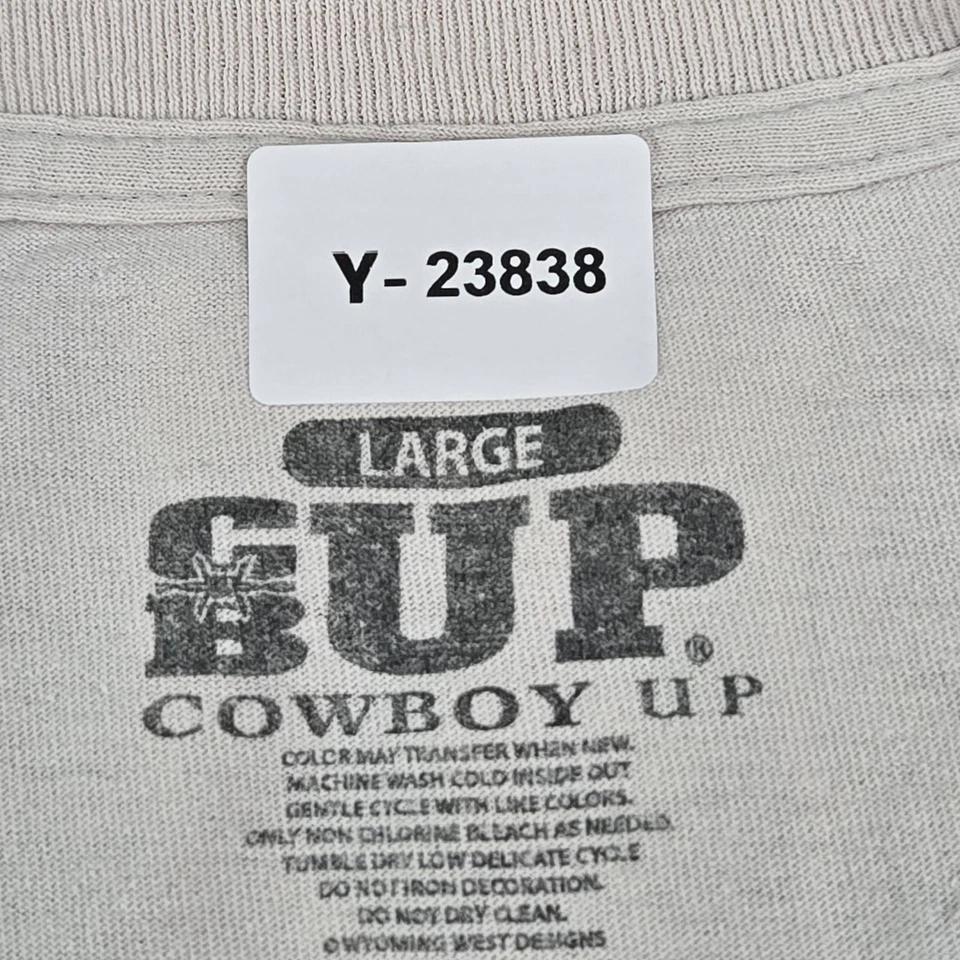 Y- 23838
LARGE
CB UP®
COWBOY UP
COLOR MAY TRANSFER WHEN NEW.
MACHINE WASH COLD INSIDE OUT
GENTLE CYCLE WITH LIKE COLORS.
ONLY NON CHLORINE BLEACH AS NEEDED.
TUMBLE DRY LOW DELICATE CYCLE
DO NOT IRON DECORATION.
DO NOT DRY CLEAN.
©WYOMING WEST DESIGNS